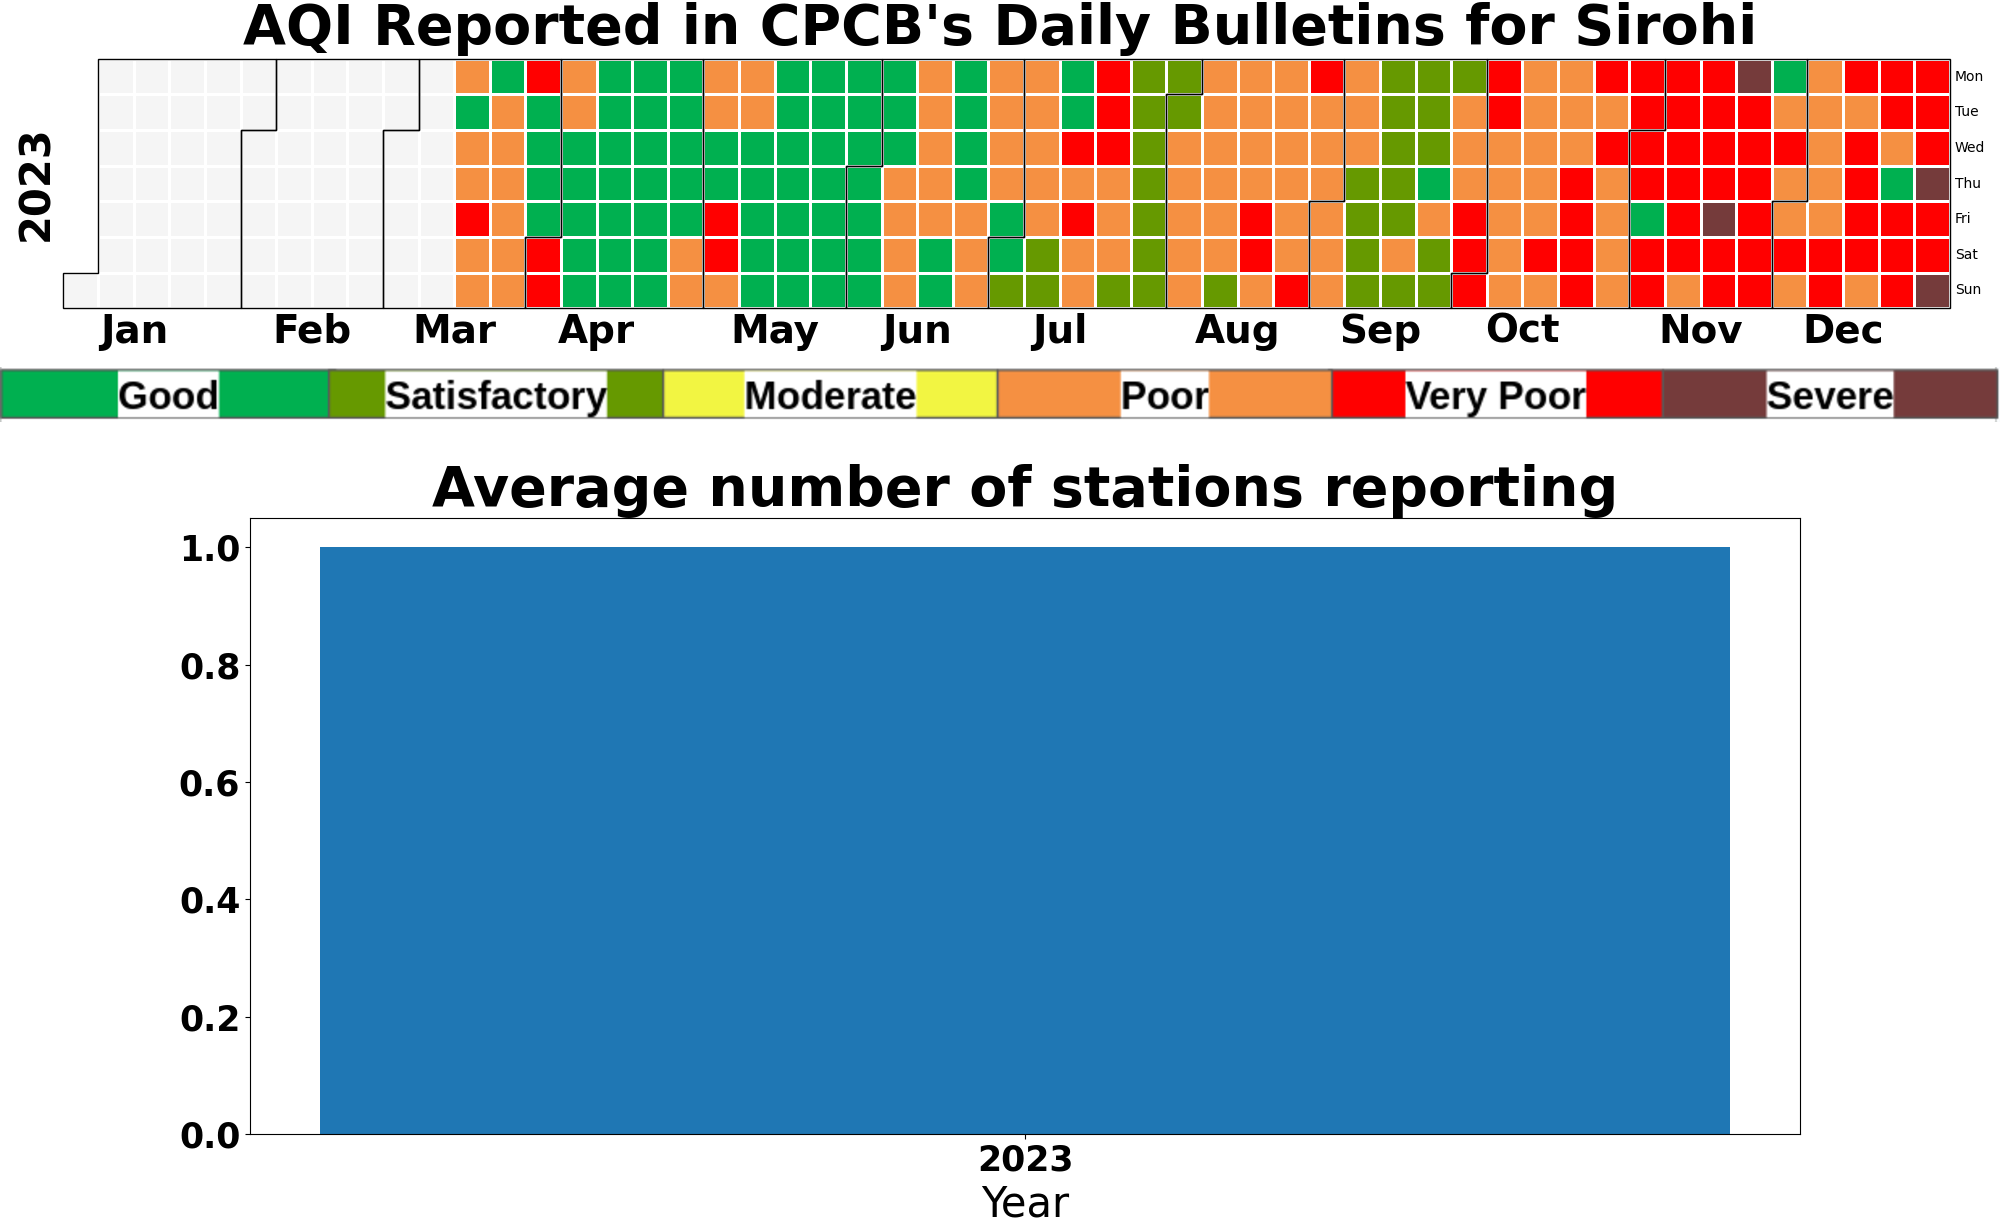 AQI Reported in CPCB's Daily Bulletins for Sirohi
2023
Mon
Tue
Wed
Thu
Fri
Sat
Sun
Jan Feb Mar Apr May Jun Jul Aug Sep Oct Nov Dec
Good Satisfactory Moderate Poor Very Poor Severe
Average number of stations reporting
1.0
0.8
0.6
0.4
0.2
0.0
2023
Year